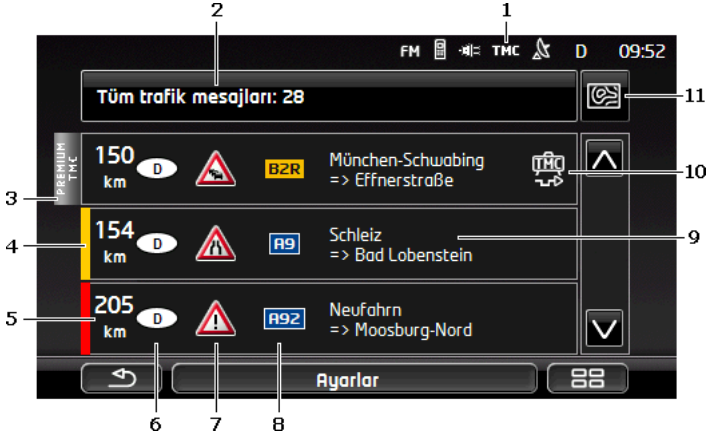 2
1
FM TMC D 09:52
Tüm trafik mesajları: 28
11
PREMIUM
TMC
150
km
D
B2R
München-Schwabing
=> Effnerstraße
TMC
10
3
154
km
D
A9
Schleiz
=> Bad Lobenstein
9
4
205
km
D
A92
Neufahrn
=> Moosburg-Nord
5
Ayarlar
6
7
8